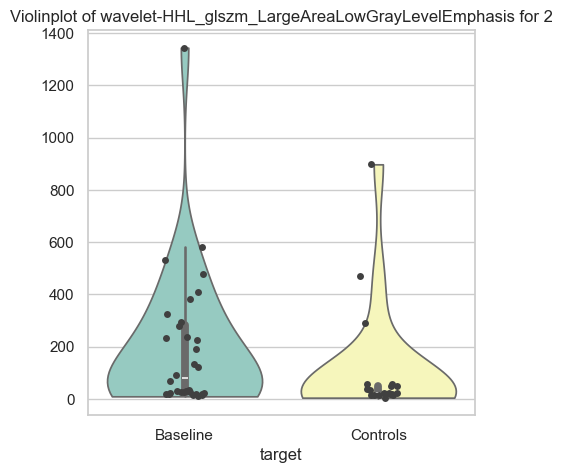 Violinplot of wavelet-HHL_glszm_LargeAreaLowGrayLevelEmphasis for 2
1400
1200
1000
800
600
400
200
0
Baseline Controls
target